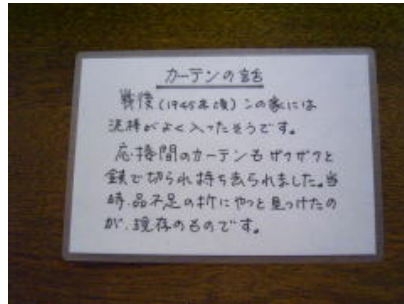 カーテンの話
戦後(1945年頃)この家には
泥棒がよく入ったそうです。
応接間のカーテンもザクザクと
鋏で切られ持ち去られました。当
時、品不足の折にやっと見つけたの
が、現存のものです。